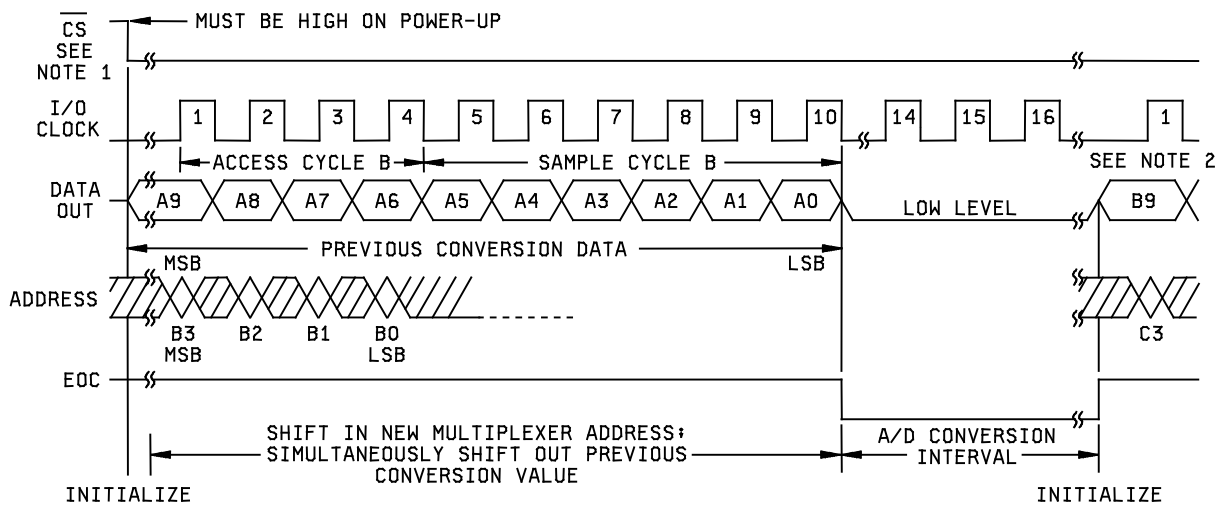 CS
MUST BE HIGH ON POWER-UP
SEE
NOTE 1
I/O
CLOCK
1 2 3 4 5 6 7 8 9 10 14 15 16 1
ACCESS CYCLE B
SAMPLE CYCLE B
SEE NOTE 2
DATA
OUT
A9 A8 A7 A6 A5 A4 A3 A2 A1 A0
LOW LEVEL
B9
PREVIOUS CONVERSION DATA
MSB
LSB
ADDRESS
B3 B2 B1 B0
C3
MSB
LSB
EOC
SHIFT IN NEW MULTIPLEXER ADDRESS;
SIMULTANEOUSLY SHIFT OUT PREVIOUS
CONVERSION VALUE
A/D CONVERSION
INTERVAL
INITIALIZE
INITIALIZE